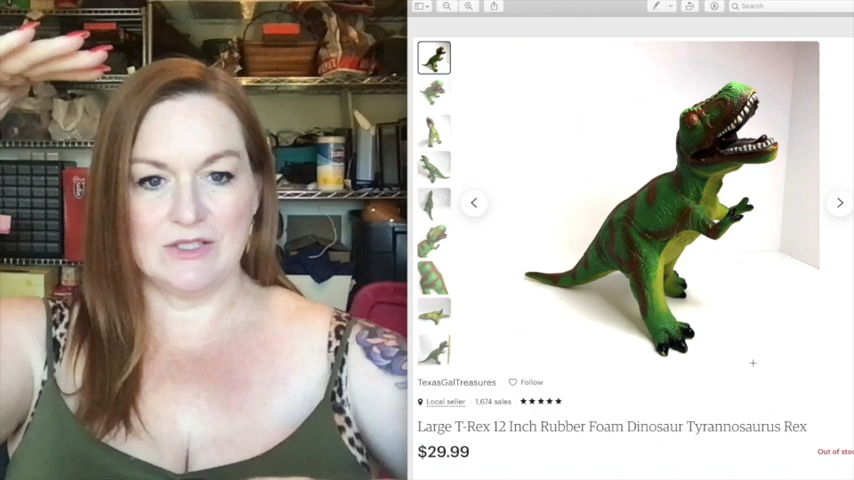 Search
TexasGalTreasures
Follow
Local seller
1,674 sales
Large T-Rex 12 Inch Rubber Foam Dinosaur Tyrannosaurus Rex
$29.99
Out of stoc